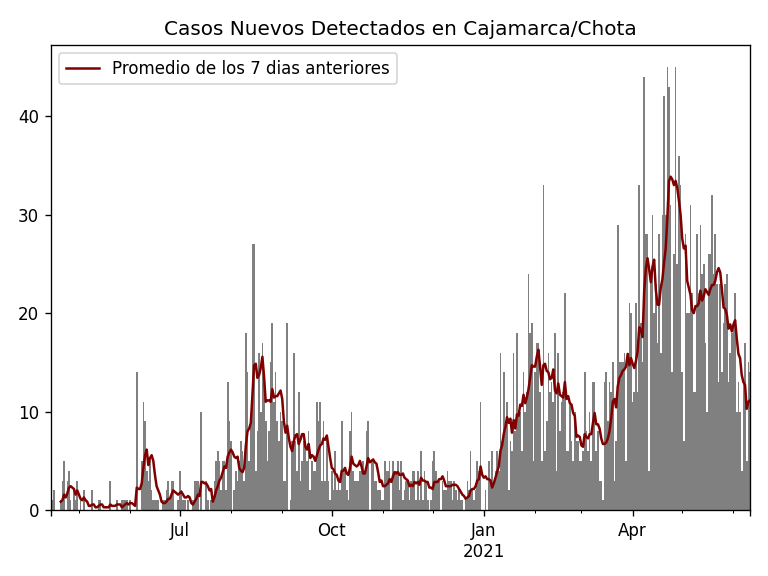 Casos Nuevos Detectados en Cajamarca/Chota
Promedio de los 7 dias anteriores
40
30
20
10
0
Jul
Oct
Jan
2021
Apr